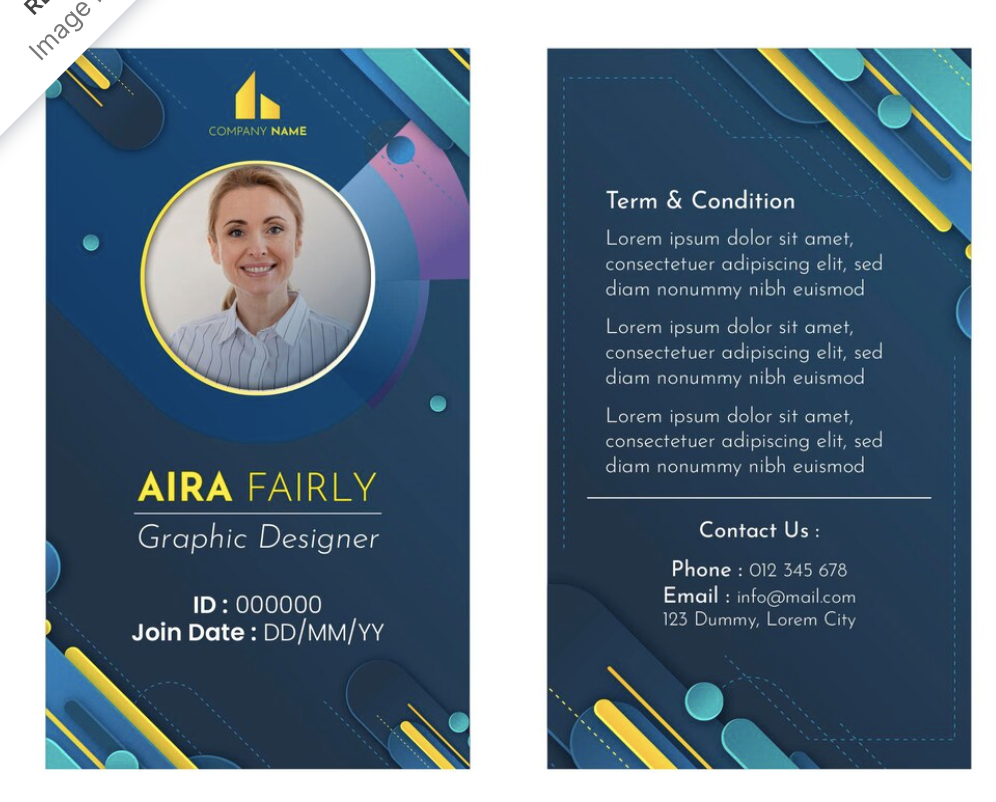 Image
COMPANY NAME
AIRA FAIRLY
Graphic Designer
ID : 000000
Join Date : DD/MM/YY
Term & Condition
Lorem ipsum dolor sit amet,
consectetuer adipiscing elit, sed
diam nonummy nibh euismod
Lorem ipsum dolor sit amet,
consectetuer adipiscing elit, sed
diam nonummy nibh euismod
Lorem ipsum dolor sit amet,
consectetuer adipiscing elit, sed
diam nonummy nibh euismod
Contact Us :
Phone : 012 345 678
Email : info@mail.com
123 Dummy, Lorem City